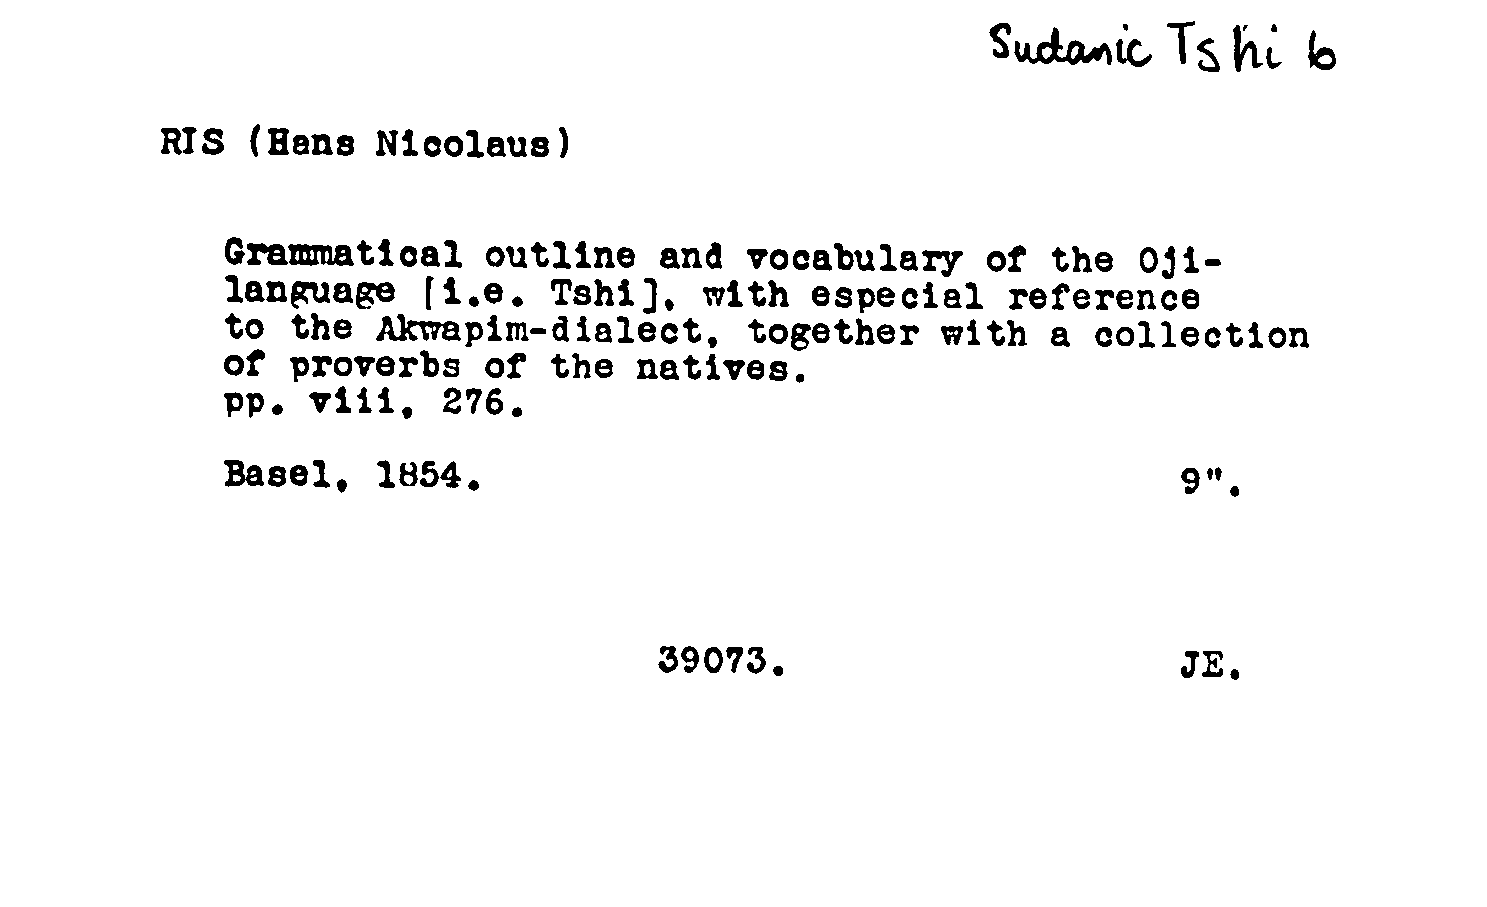 Sudanic Tshi b
RIS (Hans Nicolaus)
Grammatical outline and vocabulary of the Oji-
language [i.e. Tshi], with especial reference
to the Akwapim-dialect, together with a collection
of proverbs of the natives.
pp. viii, 276.
Basel, 1854.
9".
39073.
JE.